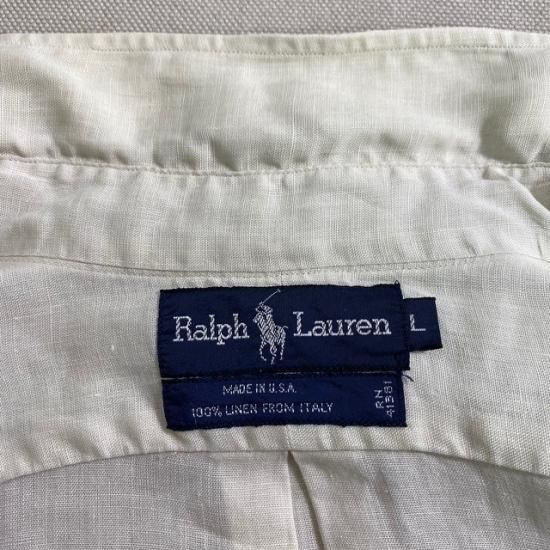 Ralph Lauren
L
MADE IN U.S.A.
100% LINEN FROM ITALY
RN 41381